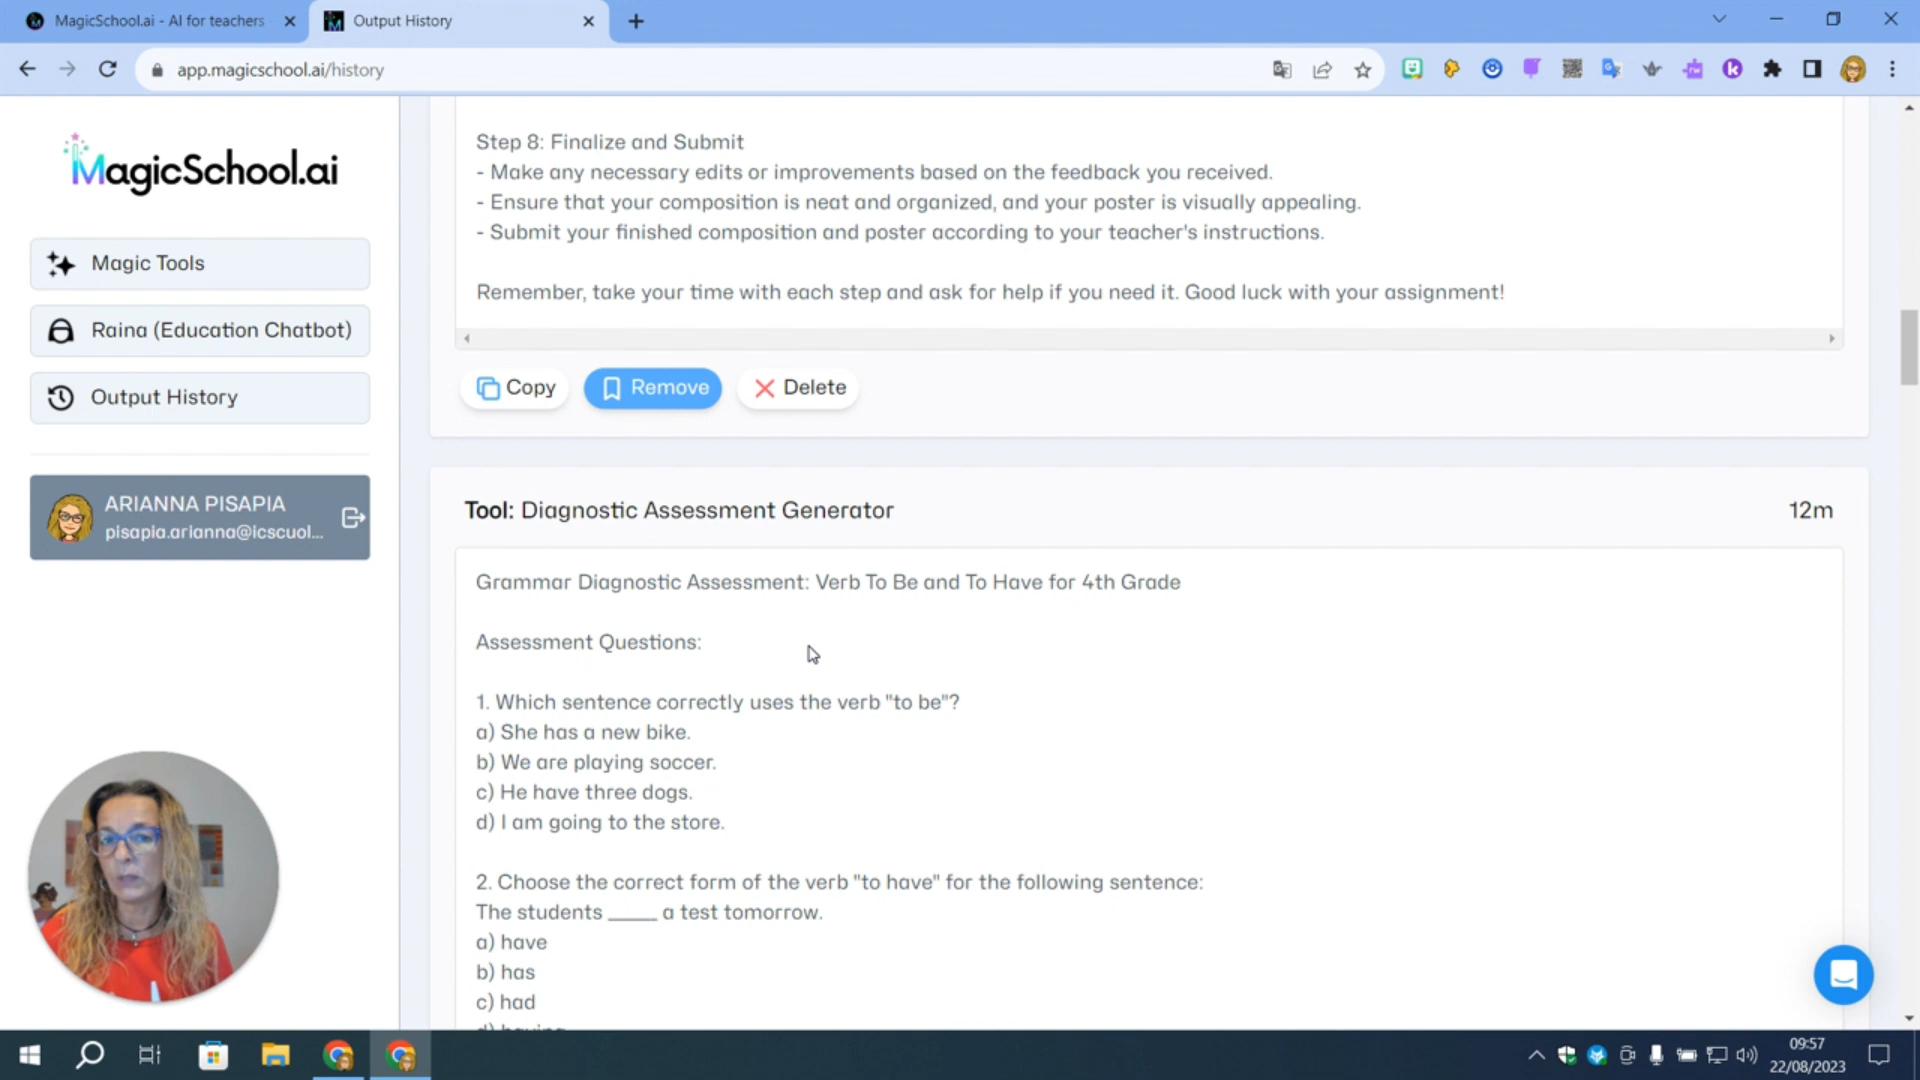 MagicSchool.ai - AI for teachers
Output History
app.magicschool.ai/history
MagicSchool.ai
Magic Tools
Raina (Education Chatbot)
Output History
ARIANNA PISAPIA
pisapia.arianna@icscuol...
Step 8: Finalize and Submit
- Make any necessary edits or improvements based on the feedback you received.
- Ensure that your composition is neat and organized, and your poster is visually appealing.
- Submit your finished composition and poster according to your teacher's instructions.
Remember, take your time with each step and ask for help if you need it. Good luck with your assignment!
Copy
Remove
Delete
Tool: Diagnostic Assessment Generator
12m
Grammar Diagnostic Assessment: Verb To Be and To Have for 4th Grade
Assessment Questions:
1. Which sentence correctly uses the verb "to be"?
a) She has a new bike.
b) We are playing soccer.
c) He have three dogs.
d) I am going to the store.
2. Choose the correct form of the verb "to have" for the following sentence:
The students _____ a test tomorrow.
a) have
b) has
c) had
d) having
09:57
22/08/2023